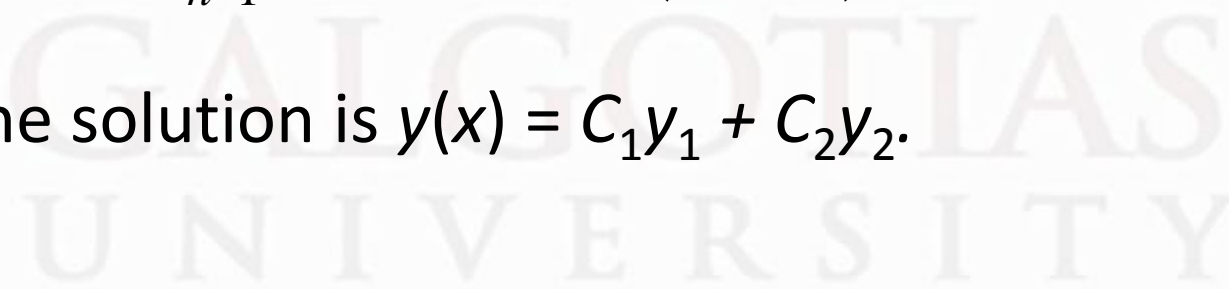 he solution is y(x) = C₁y₁ + C₂y₂.
GALGOTIAS
UNIVERSITY